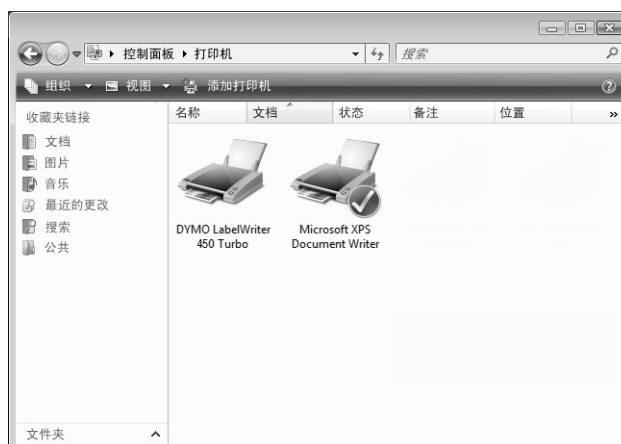 控制面板 打印机 搜索
组织 视图 添加打印机
收藏夹链接 名称 文档 状态 备注 位置 »
文档
图片
音乐
最近的更改
搜索
公共
DYMO LabelWriter
450 Turbo
Microsoft XPS
Document Writer
文件夹